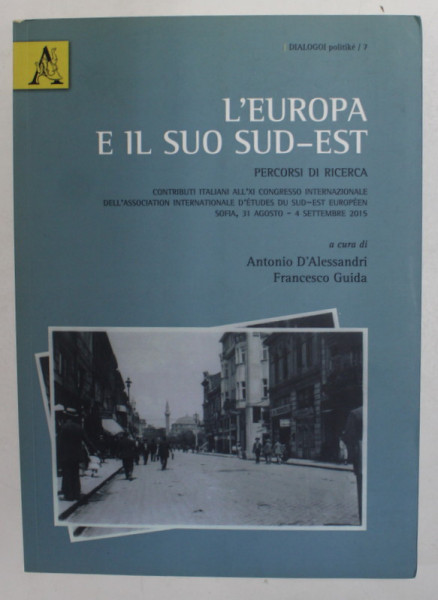 DIALOGOI politikē / 7
L'EUROPA
E IL SUO SUD-EST
PERCORSI DI RICERCA
CONTRIBUTI ITALIANI ALL'XI CONGRESSO INTERNAZIONALE
DELL'ASSOCIATION INTERNATIONALE D'ÉTUDES DU SUD-EST EUROPÉEN
SOFIA, 31 AGOSTO - 4 SETTEMBRE 2015
a cura di
Antonio D'Alessandri
Francesco Guida